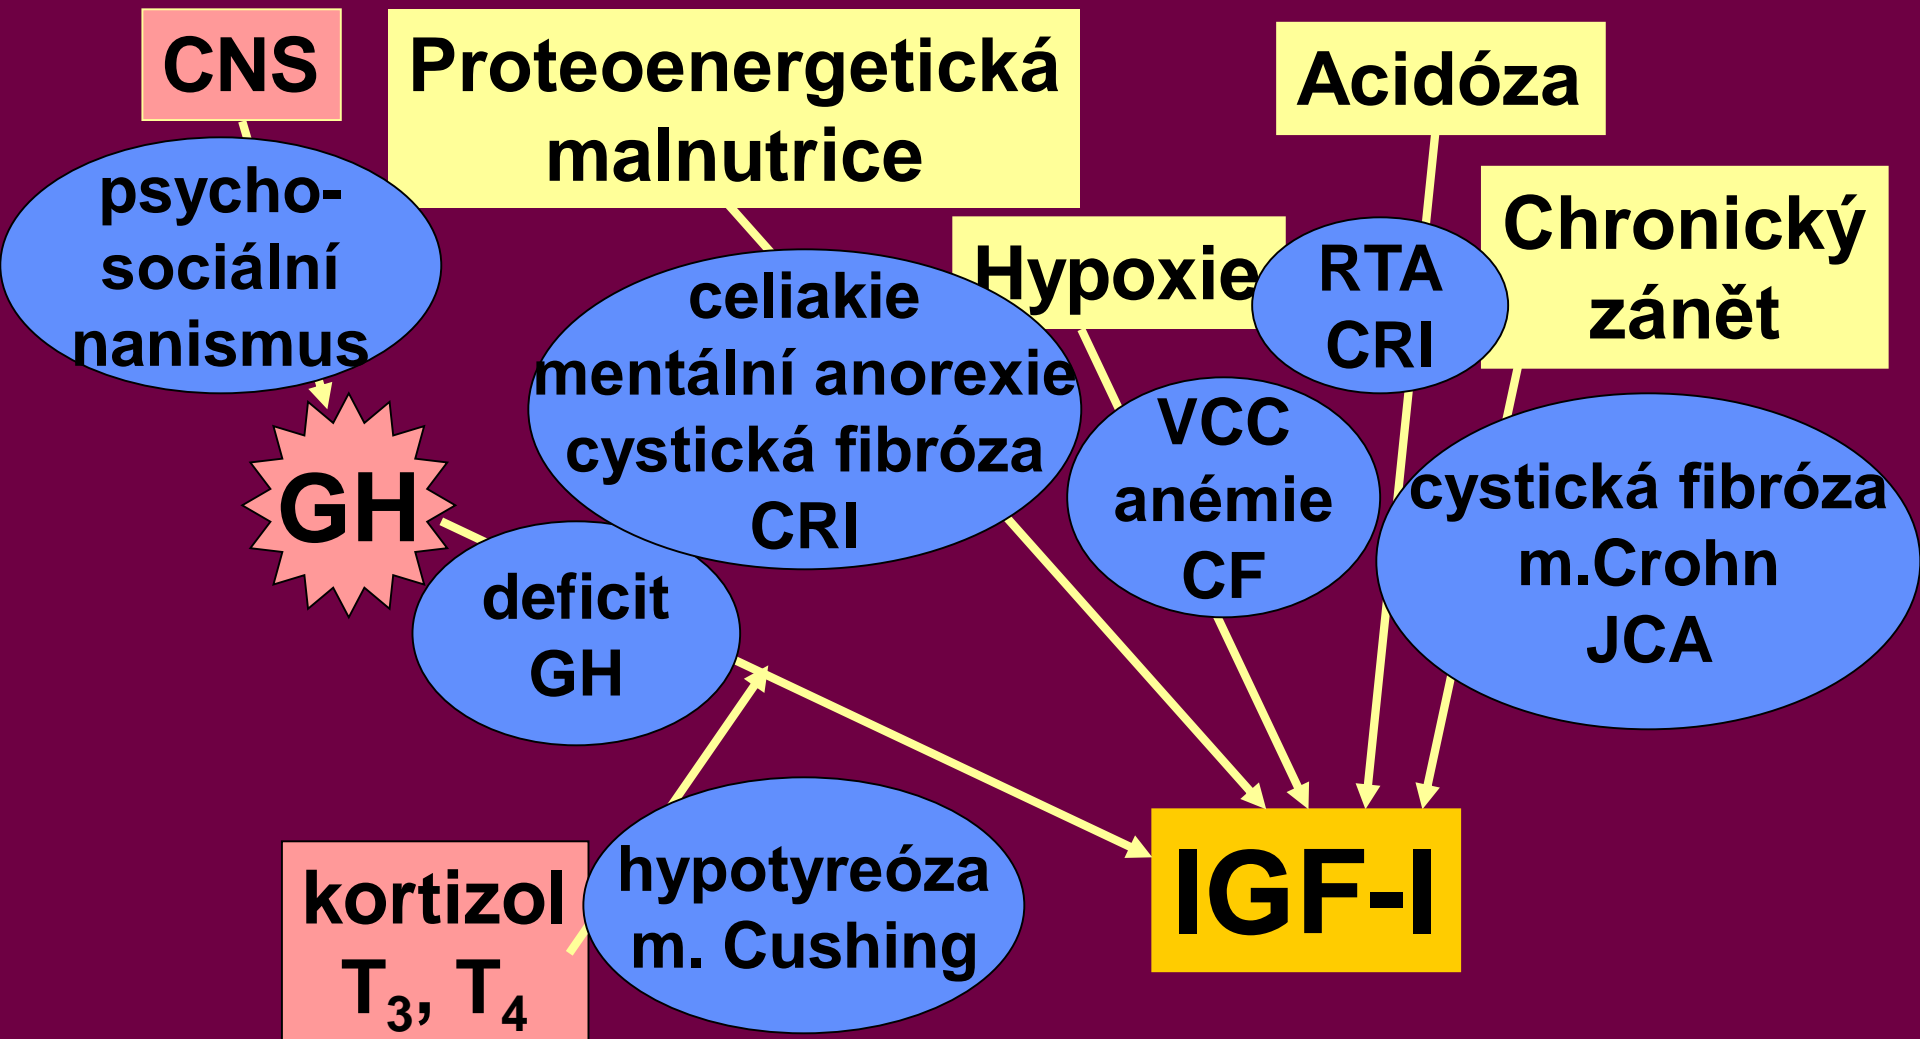 CNS
Proteoenergetická
malnutrice
Acidóza
psycho-
sociální
nanismus
Hypoxie
Chronický
zánět
RTA
CRI
celiakie
mentální anorexie
cystická fibróza
CRI
VCC
anémie
CF
cystická fibróza
m.Crohn
JCA
GH
deficit
GH
kortizol
T₃, T₄
hypotyreóza
m. Cushing
IGF-I